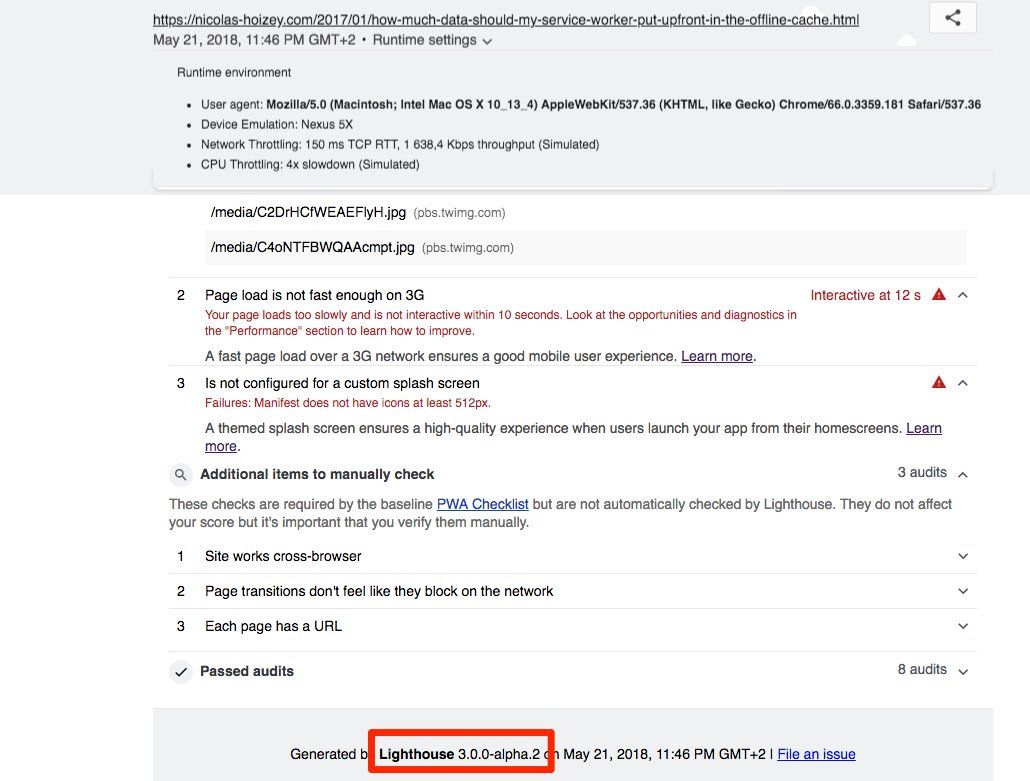 https://nicolas-hoizey.com/2017/01/how-much-data-should-my-service-worker-put-upfront-in-the-offline-cache.html
May 21, 2018, 11:46 PM GMT+2 • Runtime settings
Runtime environment
• User agent: Mozilla/5.0 (Macintosh; Intel Mac OS X 10_13_4) AppleWebKit/537.36 (KHTML, like Gecko) Chrome/66.0.3359.181 Safari/537.36
• Device Emulation: Nexus 5X
• Network Throttling: 150 ms TCP RTT, 1 638,4 Kbps throughput (Simulated)
• CPU Throttling: 4x slowdown (Simulated)
/media/C2DrHCfWEAEFlyH.jpg (pbs.twimg.com)
/media/C4oNTFBWQAAcmpt.jpg (pbs.twimg.com)
2 Page load is not fast enough on 3G Interactive at 12 s
Your page loads too slowly and is not interactive within 10 seconds. Look at the opportunities and diagnostics in
the "Performance" section to learn how to improve.
A fast page load over a 3G network ensures a good mobile user experience. Learn more.
3 Is not configured for a custom splash screen
Failures: Manifest does not have icons at least 512px.
A themed splash screen ensures a high-quality experience when users launch your app from their homescreens. Learn
more.
Additional items to manually check 3 audits
These checks are required by the baseline PWA Checklist but are not automatically checked by Lighthouse. They do not affect
your score but it's important that you verify them manually.
1 Site works cross-browser
2 Page transitions don't feel like they block on the network
3 Each page has a URL
Passed audits 8 audits
Generated Lighthouse 3.0.0-alpha.2 on May 21, 2018, 11:46 PM GMT+2 | File an issue